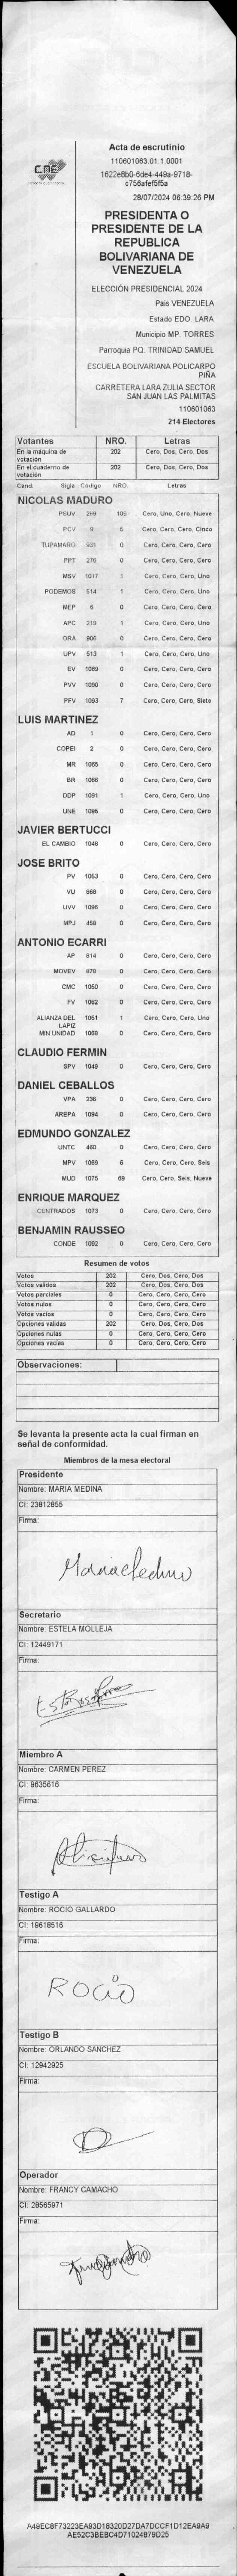 CNE
Acta de escrutinio
110601063.01.1.0001
1622e8b0-6de4-449a-9718-
c756afef5f5a
28/07/2024 06:39:26 PM
PRESIDENTA O
PRESIDENTE DE LA
REPUBLICA
BOLIVARIANA DE
VENEZUELA
ELECCIÓN PRESIDENCIAL 2024
País VENEZUELA
Estado EDO. LARA
Municipio MP. TORRES
Parroquia PQ. TRINIDAD SAMUEL
ESCUELA BOLIVARIANA POLICARPO
PIÑA
CARRETERA LARA ZULIA SECTOR
SAN JUAN LAS PALMITAS
110601063
214 Electores
Votantes NRO. Letras
En la máquina de votación 202 Cero, Dos, Cero, Dos
En el cuaderno de votación 202 Cero, Dos, Cero, Dos
Cand. Sigla Código NRO. Letras
NICOLAS MADURO
PSUV 269 109 Cero, Uno, Cero, Nueve
PCV 9 5 Cero, Cero, Cero, Cinco
TUPAMARO 931 0 Cero, Cero, Cero, Cero
PPT 276 0 Cero, Cero, Cero, Cero
MSV 1017 1 Cero, Cero, Cero, Uno
PODEMOS 514 1 Cero, Cero, Cero, Uno
MEP 6 0 Cero, Cero, Cero, Cero
APC 219 1 Cero, Cero, Cero, Uno
ORA 906 0 Cero, Cero, Cero, Cero
UPV 513 1 Cero, Cero, Cero, Uno
EV 1089 0 Cero, Cero, Cero, Cero
PVV 1090 0 Cero, Cero, Cero, Cero
PFV 1093 7 Cero, Cero, Cero, Siete
LUIS MARTINEZ
AD 1 0 Cero, Cero, Cero, Cero
COPEI 2 0 Cero, Cero, Cero, Cero
MR 1065 0 Cero, Cero, Cero, Cero
BR 1066 0 Cero, Cero, Cero, Cero
DDP 1091 1 Cero, Cero, Cero, Uno
UNE 1095 0 Cero, Cero, Cero, Cero
JAVIER BERTUCCI
EL CAMBIO 1048 0 Cero, Cero, Cero, Cero
JOSE BRITO
PV 1053 0 Cero, Cero, Cero, Cero
VU 869 0 Cero, Cero, Cero, Cero
UVV 1096 0 Cero, Cero, Cero, Cero
MPJ 458 0 Cero, Cero, Cero, Cero
ANTONIO ECARRI
AP 814 0 Cero, Cero, Cero, Cero
MOVEV 878 0 Cero, Cero, Cero, Cero
CMC 1050 0 Cero, Cero, Cero, Cero
FV 1062 0 Cero, Cero, Cero, Cero
ALIANZA DEL LAPIZ 1051 1 Cero, Cero, Cero, Uno
MIN UNIDAD 1068 0 Cero, Cero, Cero, Cero
CLAUDIO FERMIN
SPV 1049 0 Cero, Cero, Cero, Cero
DANIEL CEBALLOS
VPA 236 0 Cero, Cero, Cero, Cero
AREPA 1094 0 Cero, Cero, Cero, Cero
EDMUNDO GONZALEZ
UNTC 460 0 Cero, Cero, Cero, Cero
MPV 1069 6 Cero, Cero, Cero, Seis
MUD 1075 69 Cero, Cero, Seis, Nueve
ENRIQUE MARQUEZ
CENTRADOS 1073 0 Cero, Cero, Cero, Cero
BENJAMIN RAUSSEO
CONDE 1092 0 Cero, Cero, Cero, Cero
Resumen de votos
Votos 202 Cero, Dos, Cero, Dos
Votos válidos 202 Cero, Dos, Cero, Dos
Votos parciales 0 Cero, Cero, Cero, Cero
Votos nulos 0 Cero, Cero, Cero, Cero
Votos vacíos 0 Cero, Cero, Cero, Cero
Opciones válidas 202 Cero, Dos, Cero, Dos
Opciones nulas 0 Cero, Cero, Cero, Cero
Opciones vacías 0 Cero, Cero, Cero, Cero
Observaciones:
Se levanta la presente acta la cual firman en
señal de conformidad.
Miembros de la mesa electoral
Presidente
Nombre: MARIA MEDINA
CI: 23812855
Firma:
Secretario
Nombre: ESTELA MOLLEJA
CI: 12449171
Firma:
Miembro A
Nombre: CARMEN PEREZ
CI: 9635616
Firma:
Testigo A
Nombre: ROCIO GALLARDO
CI: 19618516
Firma:
ROCIO
Testigo B
Nombre: ORLANDO SANCHEZ
CI: 12942925
Firma:
Operador
Nombre: FRANCY CAMACHO
CI: 28565971
Firma:
A49EC8F73223EA93D16320D27DA7DCCF1D12EA9A9
AE52C3BEBC4D71024879D25